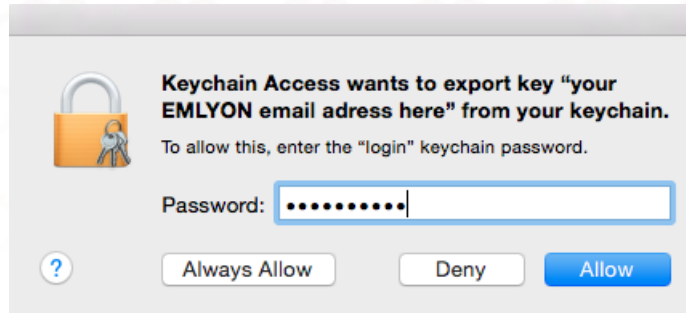 Keychain Access wants to export key “your
EMLYON email adress here” from your keychain.
To allow this, enter the “login” keychain password.
Password: ••••••••••
? Always Allow Deny Allow